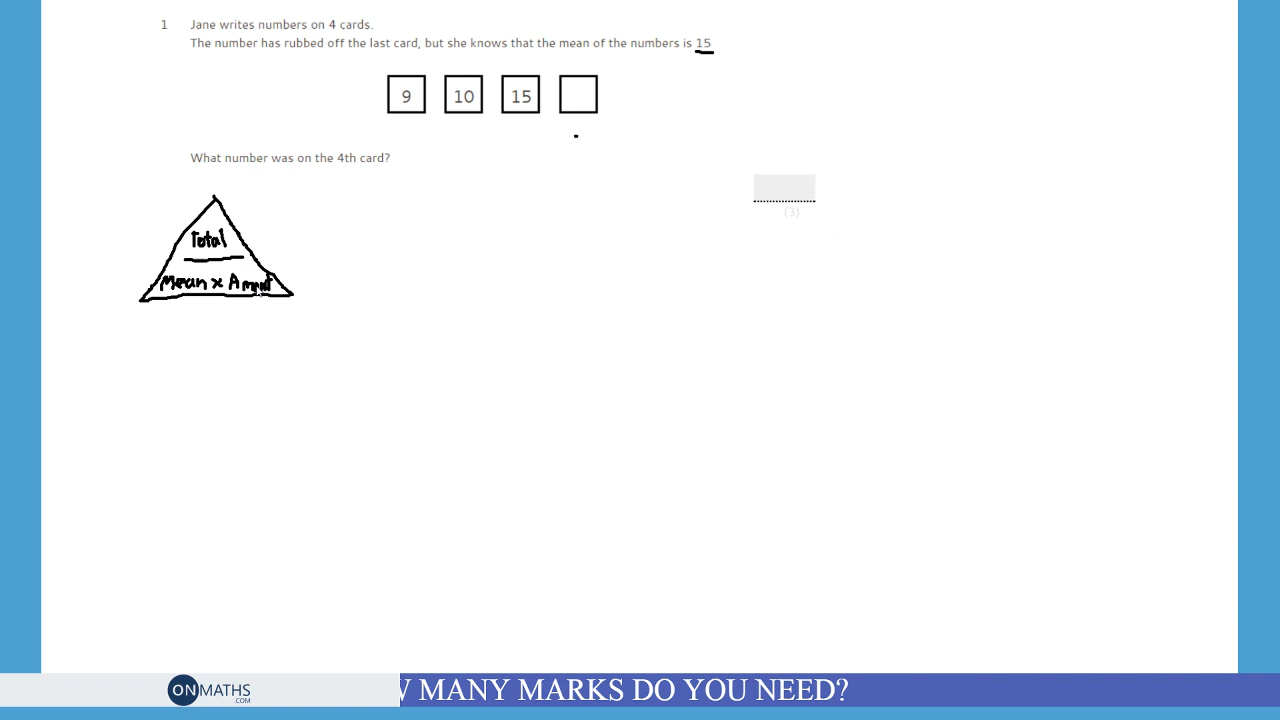 1 Jane writes numbers on 4 cards.
The number has rubbed off the last card, but she knows that the mean of the numbers is 15
9 10 15
What number was on the 4th card?
(3)
Total
Mean x Amount
ONMATHS
.COM
MANY MARKS DO YOU NEED?